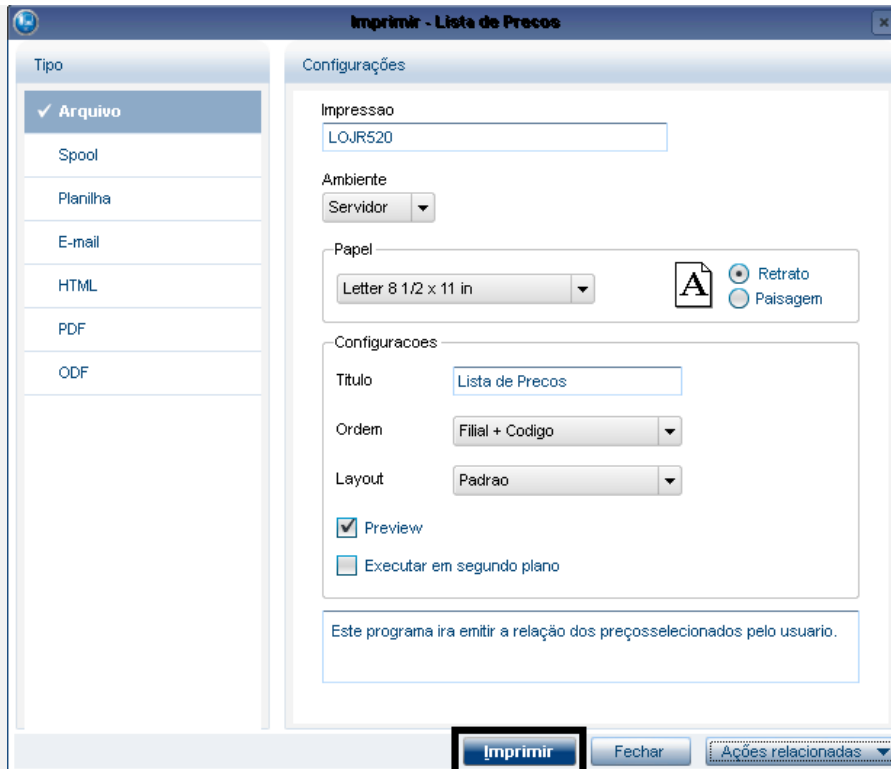 Imprimir - Lista de Precos
Tipo
Arquivo
Spool
Planilha
E-mail
HTML
PDF
ODF
Configurações
Impressao
LOJR520
Ambiente
Servidor
Papel
Letter 8 1/2 x 11 in
A
Retrato
Paisagem
Configuracoes
Titulo
Lista de Precos
Ordem
Filial + Codigo
Layout
Padrao
Preview
Executar em segundo plano
Este programa ira emitir a relaçäo dos preçosselecionados pelo usuario.
Imprimir
Fechar
Ações relacionadas